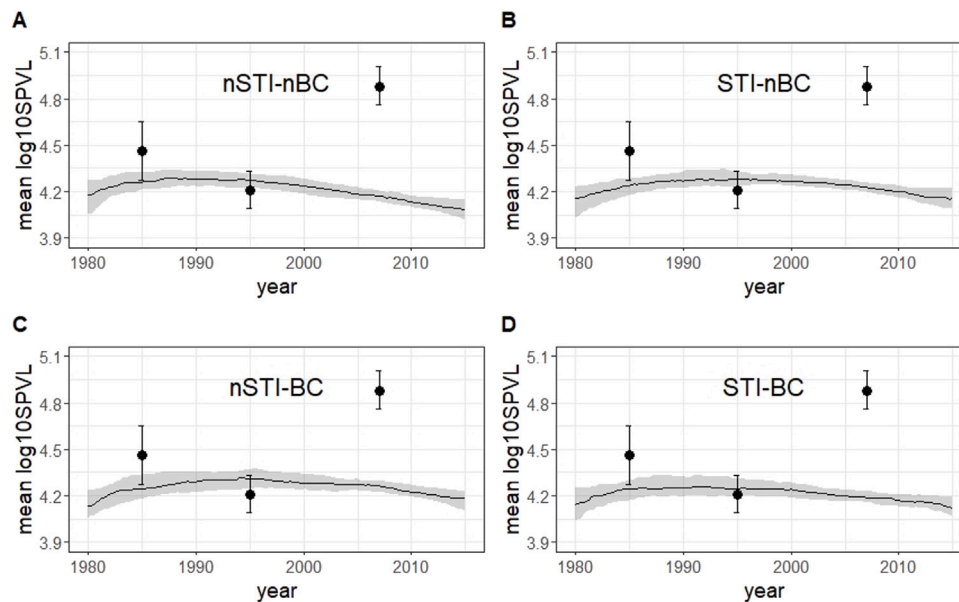 A
B
mean log10SPVL
5.1
4.8
4.5
4.2
3.9
nSTI-nBC
1980
1990
2000
2010
year
mean log10SPVL
5.1
4.8
4.5
4.2
3.9
STI-nBC
1980
1990
2000
2010
year
C
D
mean log10SPVL
5.1
4.8
4.5
4.2
3.9
nSTI-BC
1980
1990
2000
2010
year
mean log10SPVL
5.1
4.8
4.5
4.2
3.9
STI-BC
1980
1990
2000
2010
year